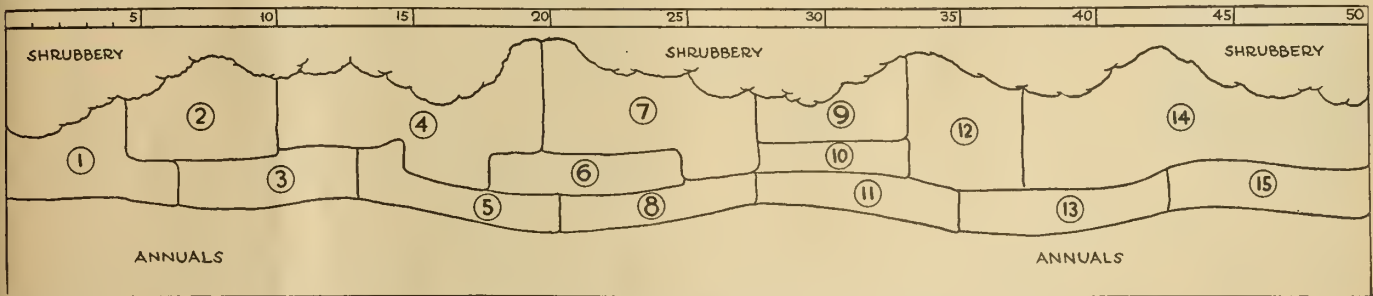 5 10 15 20 25 30 35 40 45 50
SHRUBBERY SHRUBBERY SHRUBBERY
2 7 9
4 12 14
1 10
3 6 15
5 8 11 13
ANNUALS ANNUALS